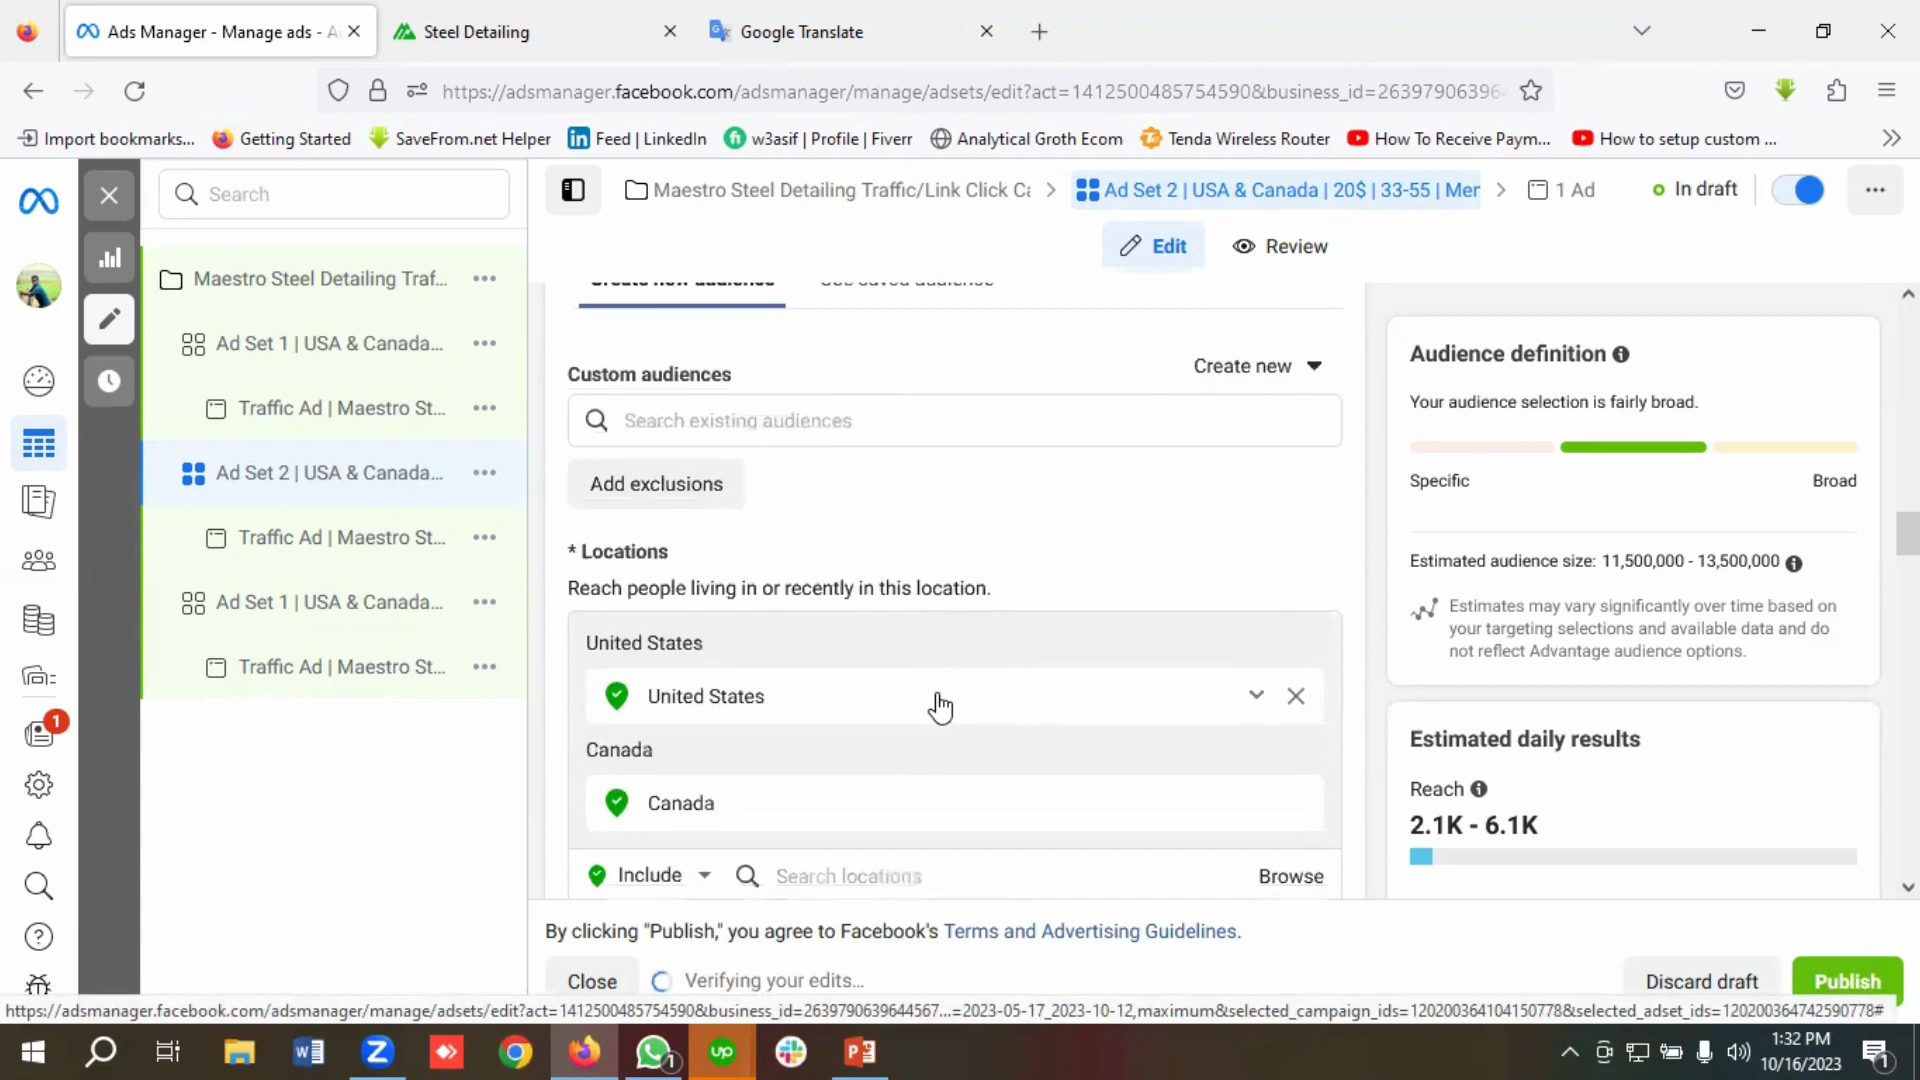 Ads Manager - Manage ads - A
Steel Detailing
Google Translate
https://adsmanager.facebook.com/adsmanager/manage/adsets/edit?act=1412500485754590&business_id=26397906396
Import bookmarks...
Getting Started
SaveFrom.net Helper
Feed | LinkedIn
w3asif | Profile | Fiverr
Analytical Groth Ecom
Tenda Wireless Router
How To Receive Paym...
How to setup custom ...
Search
Maestro Steel Detailing Traffic/Link Click Ca
Ad Set 2 | USA & Canada | 20$ | 33-55 | Mer
1 Ad
In draft
Edit
Review
Maestro Steel Detailing Traf...
Ad Set 1 | USA & Canada...
Traffic Ad | Maestro St...
Ad Set 2 | USA & Canada...
Traffic Ad | Maestro St...
Ad Set 1 | USA & Canada...
Traffic Ad | Maestro St...
1
Create new audience
Use saved audience
Custom audiences
Create new
Search existing audiences
Add exclusions
* Locations
Reach people living in or recently in this location.
United States
United States
Canada
Canada
Include
Search locations
Browse
Audience definition
Your audience selection is fairly broad.
Specific
Broad
Estimated audience size: 11,500,000 - 13,500,000
Estimates may vary significantly over time based on
your targeting selections and available data and do
not reflect Advantage audience options.
Estimated daily results
Reach
2.1K - 6.1K
By clicking "Publish," you agree to Facebook's Terms and Advertising Guidelines.
Close
Verifying your edits...
Discard draft
Publish
https://adsmanager.facebook.com/adsmanager/manage/adsets/edit?act=1412500485754590&business_id=2639790639644567...=2023-05-17_2023-10-12,maximum&selected_campaign_ids=120200364104150778&selected_adset_ids=120200364742590778#
1:32 PM
10/16/2023